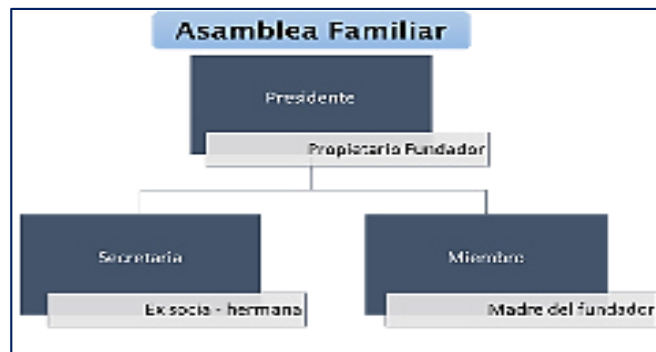 Asamblea Familiar
Presidente
Propietario Fundador
Secretaria
Ex socia - hermana
Miembro
Madre del fundador